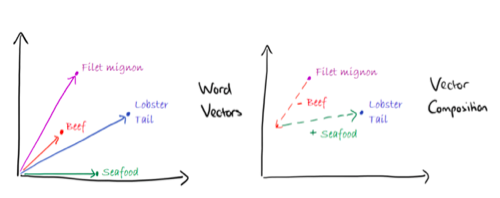 Filet mignon
Lobster
Tail
Beef
Seafood
Word
Vectors
Filet mignon
- Beef
Lobster
Tail
+ Seafood
Vector
Composition